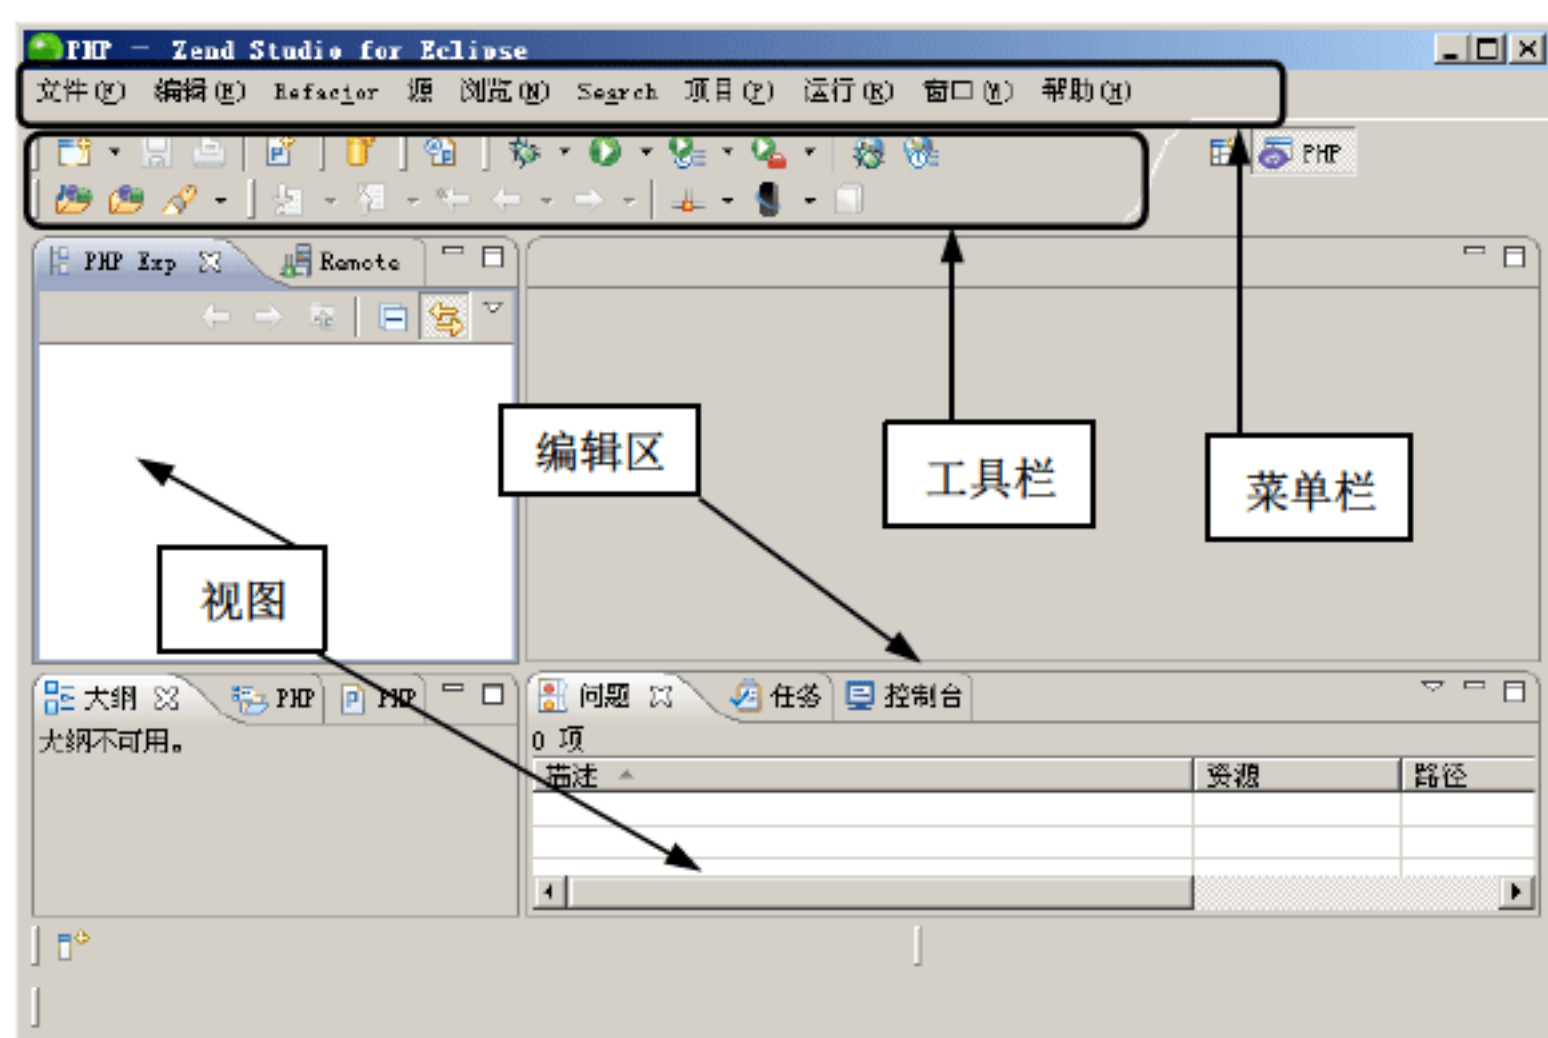 PHP - Zend Studio for Eclipse
文件(F) 编辑(E) Refactor 源 浏览(N) Search 项目(P) 运行(R) 窗口(W) 帮助(H)
PHP
PHP Exp Remote
编辑区
工具栏
菜单栏
视图
大纲 PHP PHP
问题 任务 控制台
大纲不可用。
0 项
描述 资源 路径